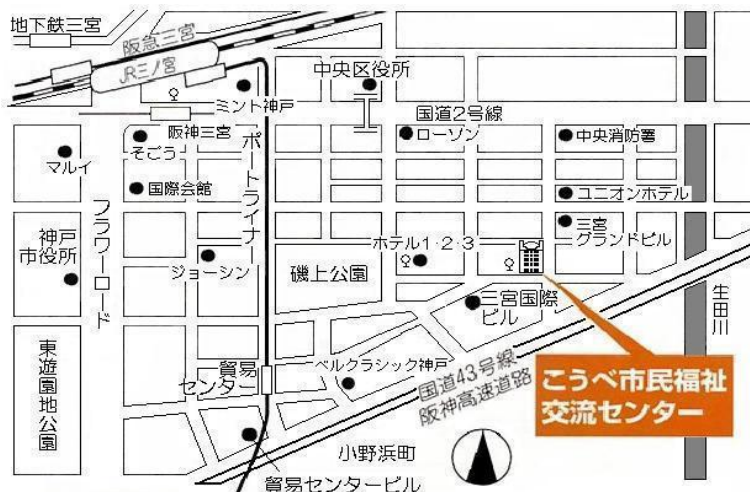 地下鉄三宮
阪急三宮
JR三ノ宮
中央区役所
ミント神戸
国道2号線
阪神三宮
ローソン
中央消防署
そごう
マルイ
ポートライナー
国際会館
ユニオンホテル
フラワーロード
三宮
グランドビル
神戸
市役所
ホテル1・2・3
ジョーシン
磯上公園
三宮国際
ビル
生田川
東遊園地公園
貿易
センター
ベルクラシック神戸
国道43号線
阪神高速道路
こうべ市民福祉
交流センター
小野浜町
貿易センタービル